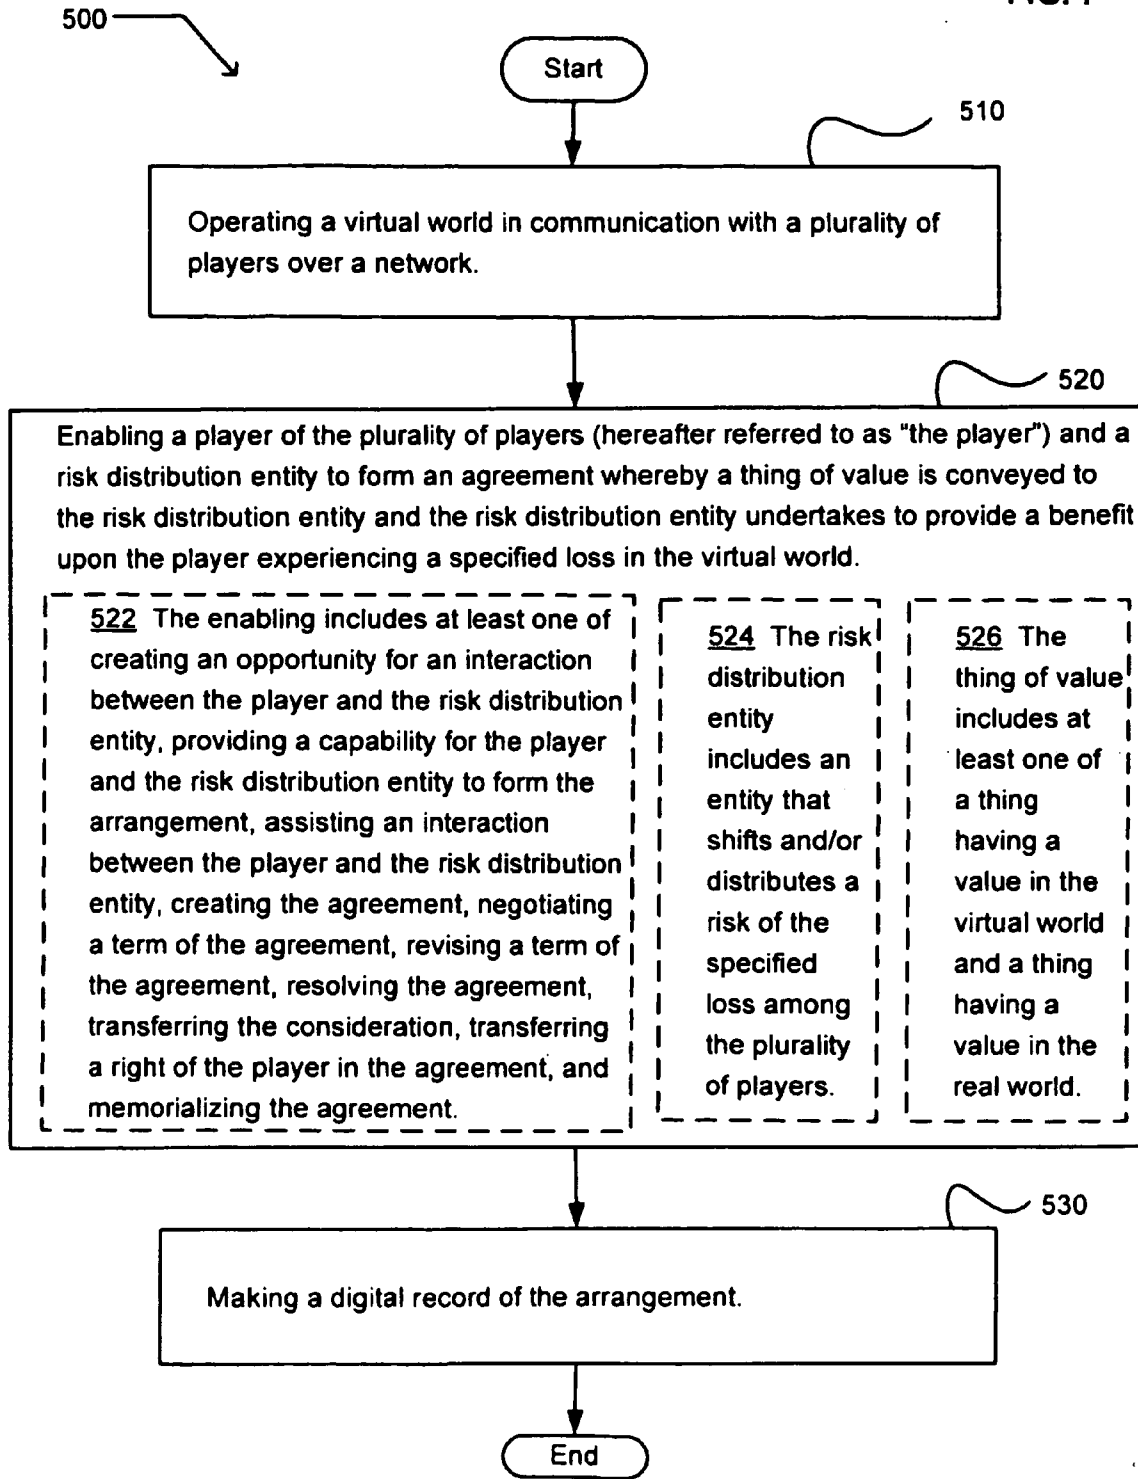 500
Start
510
Operating a virtual world in communication with a plurality of
players over a network.
520
Enabling a player of the plurality of players (hereafter referred to as "the player") and a
risk distribution entity to form an agreement whereby a thing of value is conveyed to
the risk distribution entity and the risk distribution entity undertakes to provide a benefit
upon the player experiencing a specified loss in the virtual world.
522 The enabling includes at least one of
creating an opportunity for an interaction
between the player and the risk distribution
entity, providing a capability for the player
and the risk distribution entity to form the
arrangement, assisting an interaction
between the player and the risk distribution
entity, creating the agreement, negotiating
a term of the agreement, revising a term of
the agreement, resolving the agreement,
transferring the consideration, transferring
a right of the player in the agreement, and
memorializing the agreement.
524 The risk
distribution
entity
includes an
entity that
shifts and/or
distributes a
risk of the
specified
loss among
the plurality
of players.
526 The
thing of value
includes at
least one of
a thing
having a
value in the
virtual world
and a thing
having a
value in the
real world.
530
Making a digital record of the arrangement.
End